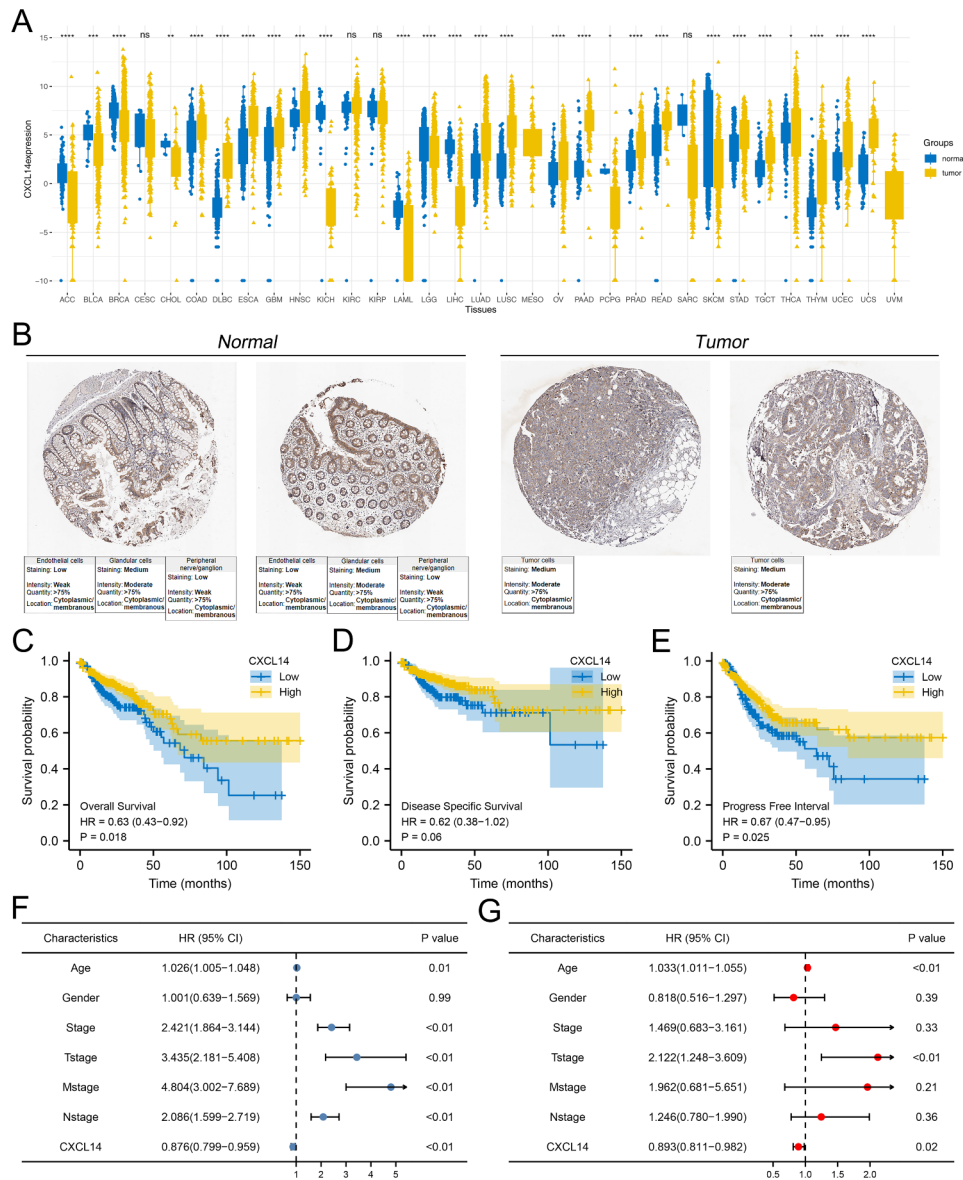 A
**** *** **** ns ** **** **** **** **** *** **** ns ns **** **** **** **** **** **** **** * **** **** ns **** **** **** * **** **** ****
CXCL14expression
15
10
5
0
−5
−10
ACC BLCA BRCA CESC CHOL COAD DLBC ESCA GBM HNSC KICH KIRC KIRP LAML LGG LIHC LUAD LUSC MESO OV PAAD PCPG PRAD READ SARC SKCM STAD TGCT THCA THYM UCEC UCS UVM
Tissues
Groups
norma
tumor
B
Normal Tumor
Endothelial cells
Staining: Low
Intensity: Weak
Quantity: >75%
Location: Cytoplasmic/
membranous
Glandular cells
Staining: Medium
Intensity: Moderate
Quantity: >75%
Location: Cytoplasmic/
membranous
Peripheral
nerve/ganglion
Staining: Low
Intensity: Weak
Quantity: >75%
Location: Cytoplasmic/
membranous
Endothelial cells
Staining: Low
Intensity: Weak
Quantity: >75%
Location: Cytoplasmic/
membranous
Glandular cells
Staining: Medium
Intensity: Moderate
Quantity: >75%
Location: Cytoplasmic/
membranous
Peripheral
nerve/ganglion
Staining: Low
Intensity: Weak
Quantity: >75%
Location: Cytoplasmic/
membranous
Tumor cells
Staining: Medium
Intensity: Moderate
Quantity: >75%
Location: Cytoplasmic/
membranous
Tumor cells
Staining: Medium
Intensity: Moderate
Quantity: >75%
Location: Cytoplasmic/
membranous
C
Survival probability
1.0
0.8
0.6
0.4
0.2
0.0
CXCL14
Low
High
Overall Survival
HR = 0.63 (0.43−0.92)
P = 0.018
0 50 100 150
Time (months)
D
Survival probability
1.0
0.8
0.6
0.4
0.2
0.0
CXCL14
Low
High
Disease Specific Survival
HR = 0.62 (0.38−1.02)
P = 0.06
0 50 100 150
Time (months)
E
Survival probability
1.0
0.8
0.6
0.4
0.2
0.0
CXCL14
Low
High
Progress Free Interval
HR = 0.67 (0.47−0.95)
P = 0.025
0 50 100 150
Time (months)
F
Characteristics HR (95% CI) P value
Age 1.026(1.005−1.048) 0.01
Gender 1.001(0.639−1.569) 0.99
Stage 2.421(1.864−3.144) <0.01
Tstage 3.435(2.181−5.408) <0.01
Mstage 4.804(3.002−7.689) <0.01
Nstage 2.086(1.599−2.719) <0.01
CXCL14 0.876(0.799−0.959) <0.01
1 2 3 4 5
G
Characteristics HR (95% CI) P value
Age 1.033(1.011−1.055) <0.01
Gender 0.818(0.516−1.297) 0.39
Stage 1.469(0.683−3.161) 0.33
Tstage 2.122(1.248−3.609) <0.01
Mstage 1.962(0.681−5.651) 0.21
Nstage 1.246(0.780−1.990) 0.36
CXCL14 0.893(0.811−0.982) 0.02
0.5 1.0 1.5 2.0